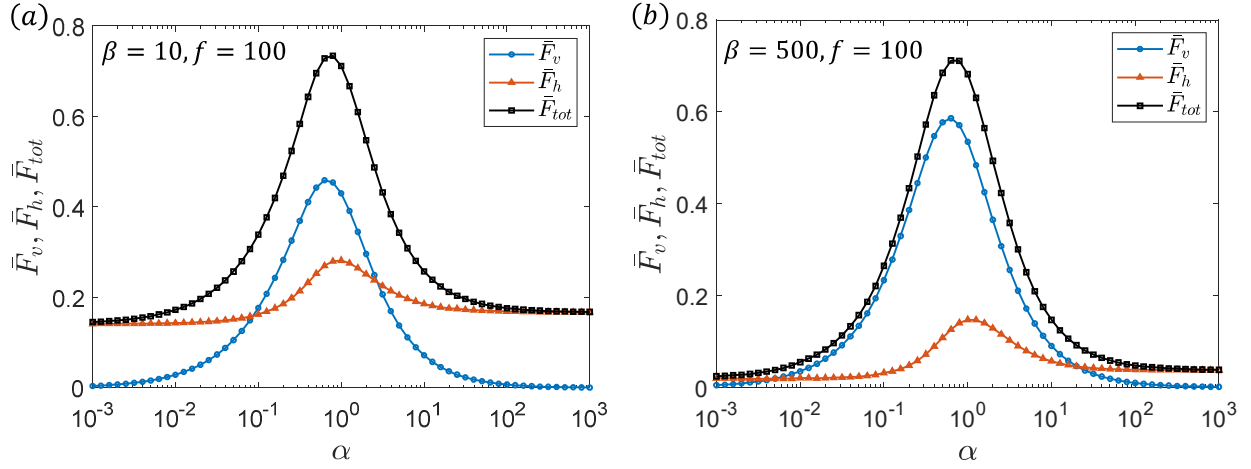 (a)
β = 10, f = 100
F̄_v
F̄_h
F̄_tot
F̄_v, F̄_h, F̄_tot
0.8
0.6
0.4
0.2
0
10^-3
10^-2
10^-1
10^0
10^1
10^2
10^3
α
(b)
β = 500, f = 100
F̄_v
F̄_h
F̄_tot
F̄_v, F̄_h, F̄_tot
0.8
0.6
0.4
0.2
0
10^-3
10^-2
10^-1
10^0
10^1
10^2
10^3
α